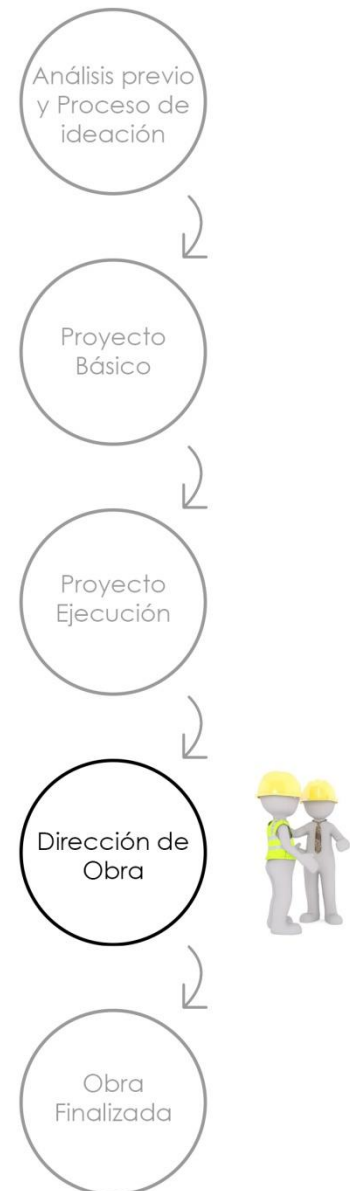 Análisis previo
y Proceso de
ideación
Proyecto
Básico
Proyecto
Ejecución
Dirección de
Obra
Obra
Finalizada